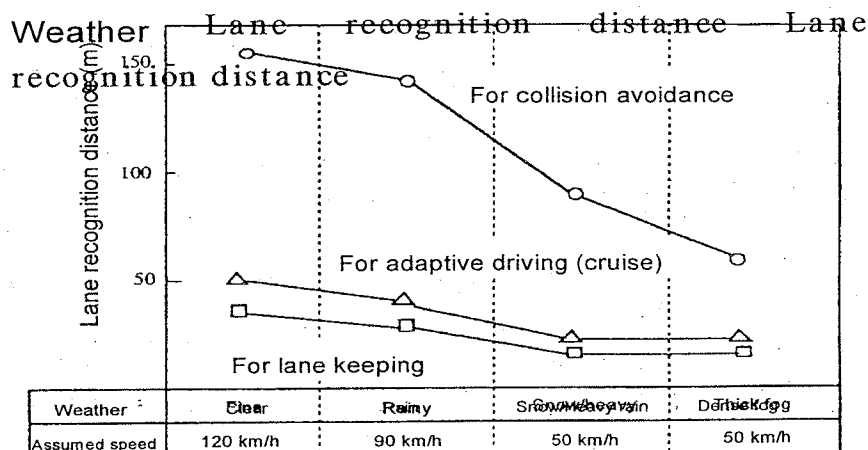 Weather Lane recognition distance — Lane
recognition distance
Lane recognition distance (m)
150
100
50
For collision avoidance
For adaptive driving (cruise)
For lane keeping
Weather Clear Rainy Snow/heavy rain Dense fog
Assumed speed 120 km/h 90 km/h 50 km/h 50 km/h